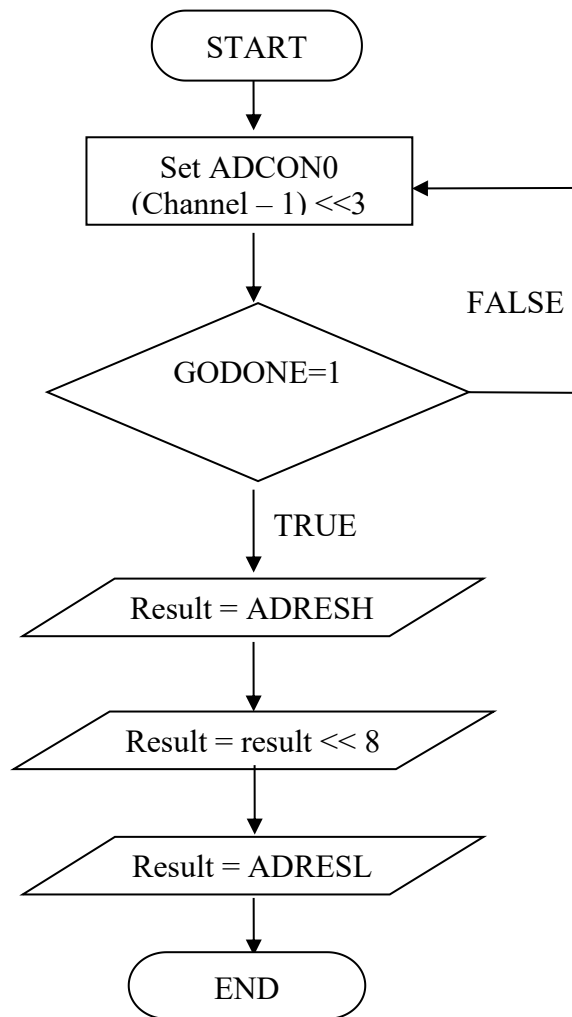 START
Set ADCON0
(Channel – 1) <<3
FALSE
GODONE=1
TRUE
Result = ADRESH
Result = result << 8
Result = ADRESL
END